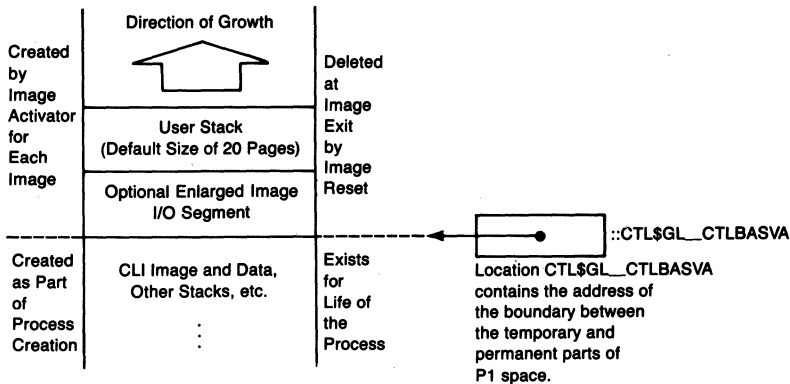 Direction of Growth
Created
by
Image
Activator
for
Each
Image
User Stack
(Default Size of 20 Pages)
Optional Enlarged Image
I/O Segment
Deleted
at
Image
Exit
by
Image
Reset
::CTL$GL__CTLBASVA
Location CTL$GL__CTLBASVA
contains the address of
the boundary between
the temporary and
permanent parts of
P1 space.
Created
as Part
of
Process
Creation
CLI Image and Data,
Other Stacks, etc.
Exists
for
Life of
the
Process